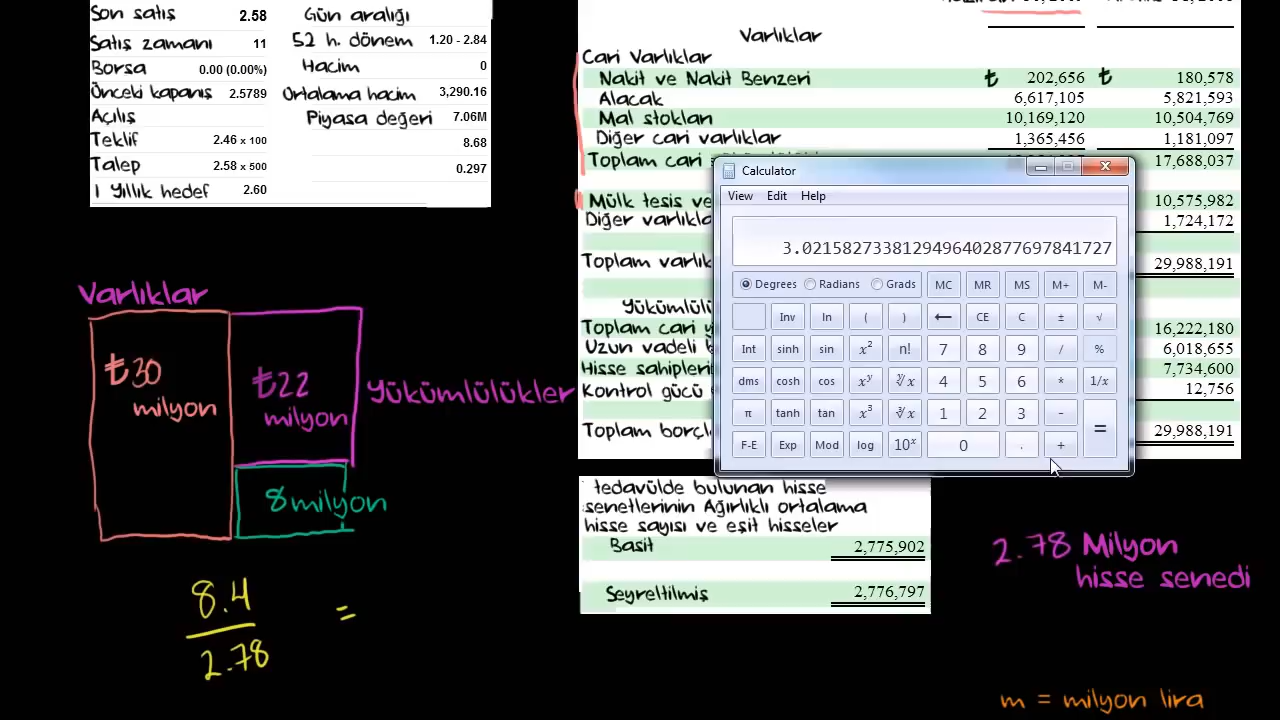 Son satış 2.58 Gün aralığı
Satış zamanı 11 52 h. dönem 1.20 - 2.84
Borsa 0.00 (0.00%) Hacim 0
Önceki kapanış 2.5789 Ortalama hacim 3,290.16
Açılış Piyasa değeri 7.06M
Teklif 2.46 x 100 8.68
Talep 2.58 x 500 0.297
1 yıllık hedef 2.60
Varlıklar
Cari Varlıklar
Nakit ve Nakit Benzeri ₺ 202,656 ₺ 180,578
Alacak 6,617,105 5,821,593
Mal stokları 10,169,120 10,504,769
Diğer cari varlıklar 1,365,456 1,181,097
Toplam cari 17,688,037
Mülk tesis ve 10,575,982
Diğer 1,724,172
Toplam 29,988,191
Toplam cari 16,222,180
Uzun vadeli 6,018,655
Hisse 7,734,600
Kontrol gücü 12,756
Toplam 29,988,191
Calculator
View Edit Help
3.0215827338129496402877697841727
Degrees Radians Grads MC MR MS M+ M-
Inv ln ( ) ← CE C ± √
Int sinh sin x² n! 7 8 9 / %
dms cosh cos xʸ ʸ√x 4 5 6 * 1/x
π tanh tan x³ ³√x 1 2 3 - =
F-E Exp Mod log 10ˣ 0 . +
Varlıklar
₺30 milyon
₺22 milyon
Yükümlülükler
8 milyon
8.4
2.78
=
tedavülde bulunan hisse
senetlerinin Ağırlıklı ortalama
hisse sayısı ve eşit hisseler
Basit 2,775,902
Seyreltilmiş 2,776,797
2.78 Milyon
hisse senedi
m = milyon lira